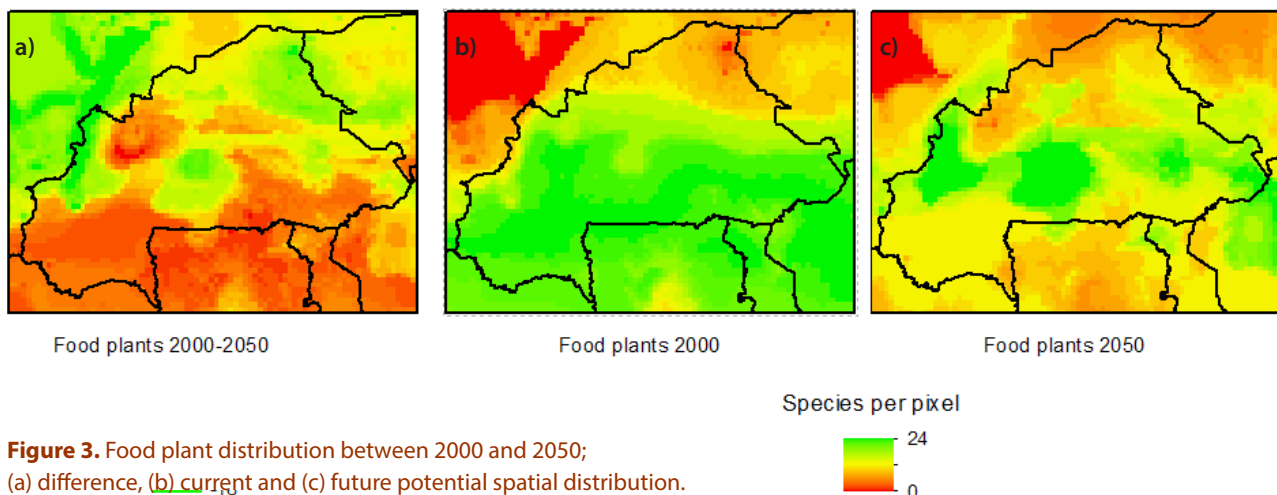 a)
b)
c)
Food plants 2000-2050
Food plants 2000
Food plants 2050
Species per pixel
24
0
Figure 3. Food plant distribution between 2000 and 2050;
(a) difference, (b) current and (c) future potential spatial distribution.